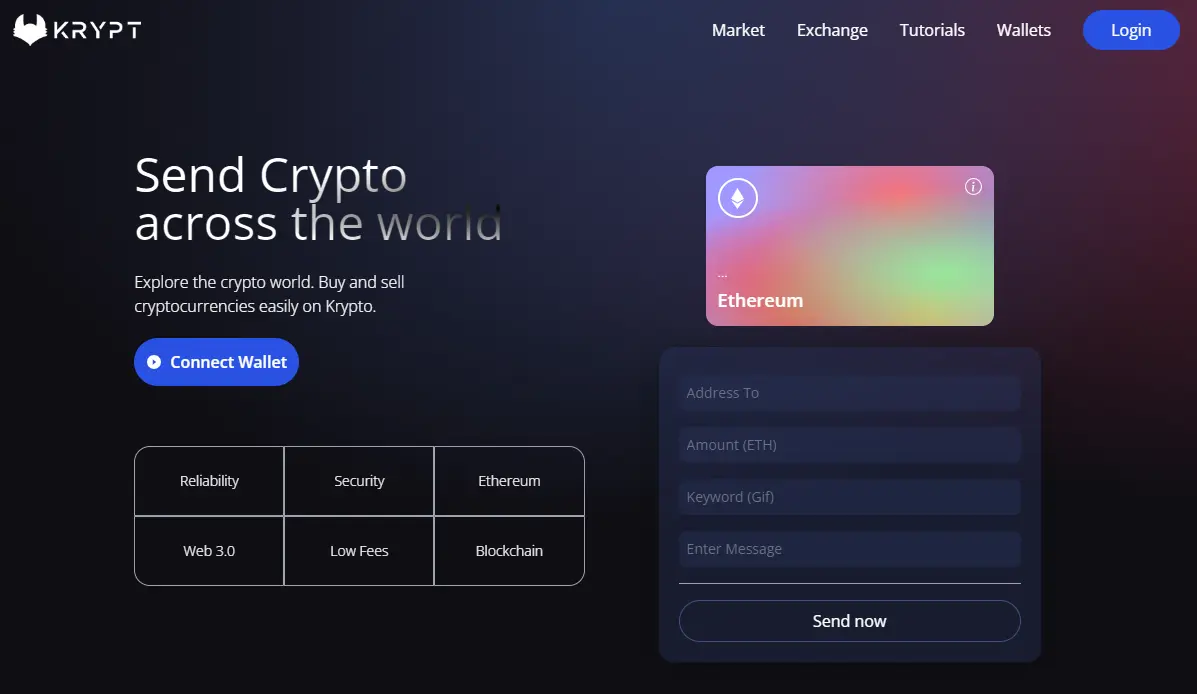 KRYPT
Market
Exchange
Tutorials
Wallets
Login
Send Crypto
across the world
Explore the crypto world. Buy and sell
cryptocurrencies easily on Krypto.
Connect Wallet
Reliability
Security
Ethereum
Web 3.0
Low Fees
Blockchain
i
...
Ethereum
Address To
Amount (ETH)
Keyword (Gif)
Enter Message
Send now